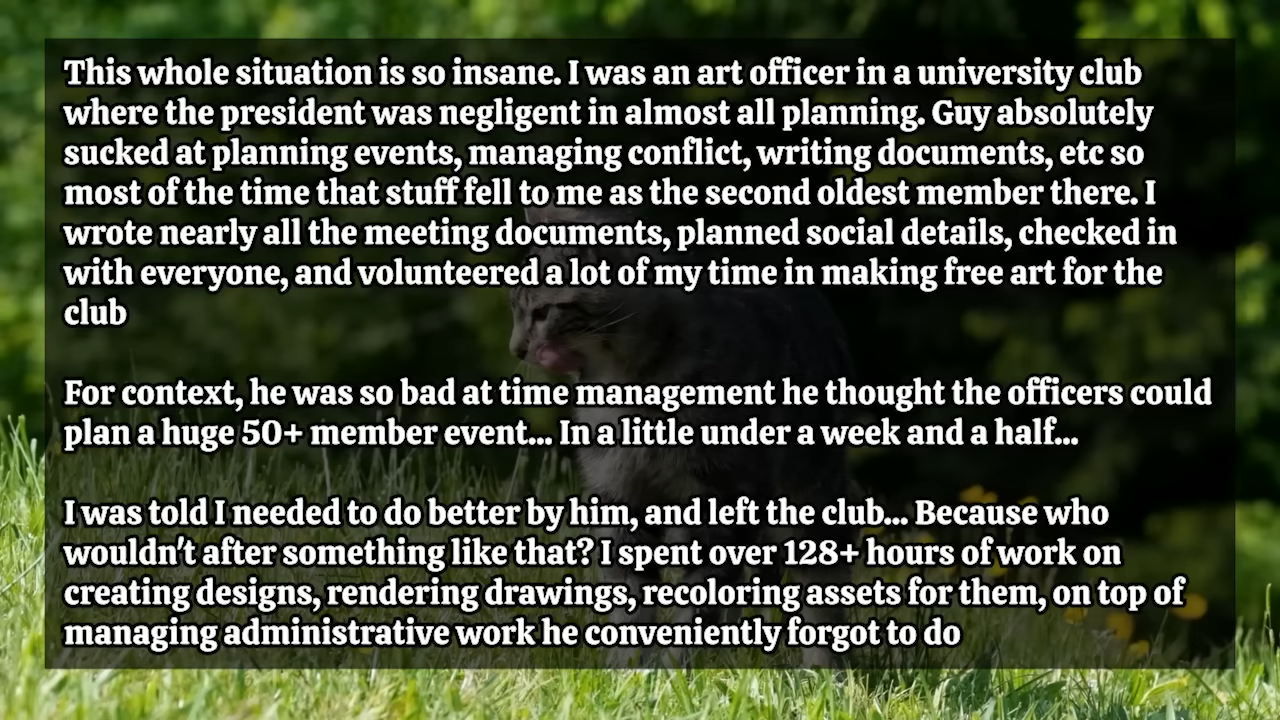 This whole situation is so insane. I was an art officer in a university club
where the president was negligent in almost all planning. Guy absolutely
sucked at planning events, managing conflict, writing documents, etc so
most of the time that stuff fell to me as the second oldest member there. I
wrote nearly all the meeting documents, planned social details, checked in
with everyone, and volunteered a lot of my time in making free art for the
club
For context, he was so bad at time management he thought the officers could
plan a huge 50+ member event... In a little under a week and a half...
I was told I needed to do better by him, and left the club... Because who
wouldn't after something like that? I spent over 128+ hours of work on
creating designs, rendering drawings, recoloring assets for them, on top of
managing administrative work he conveniently forgot to do